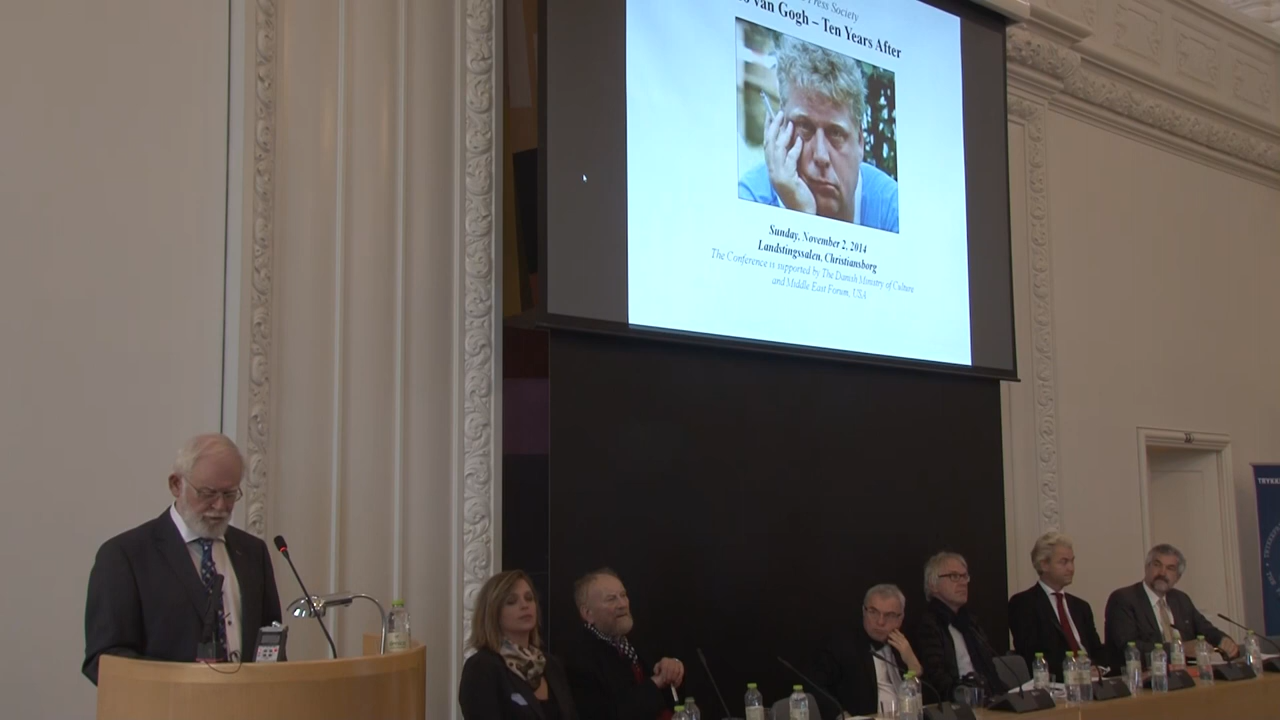 Press Society
van Gogh – Ten Years After
Sunday, November 2, 2014
Landstingssalen, Christiansborg
The Conference is supported by The Danish Ministry of Culture
and Middle East Forum, USA